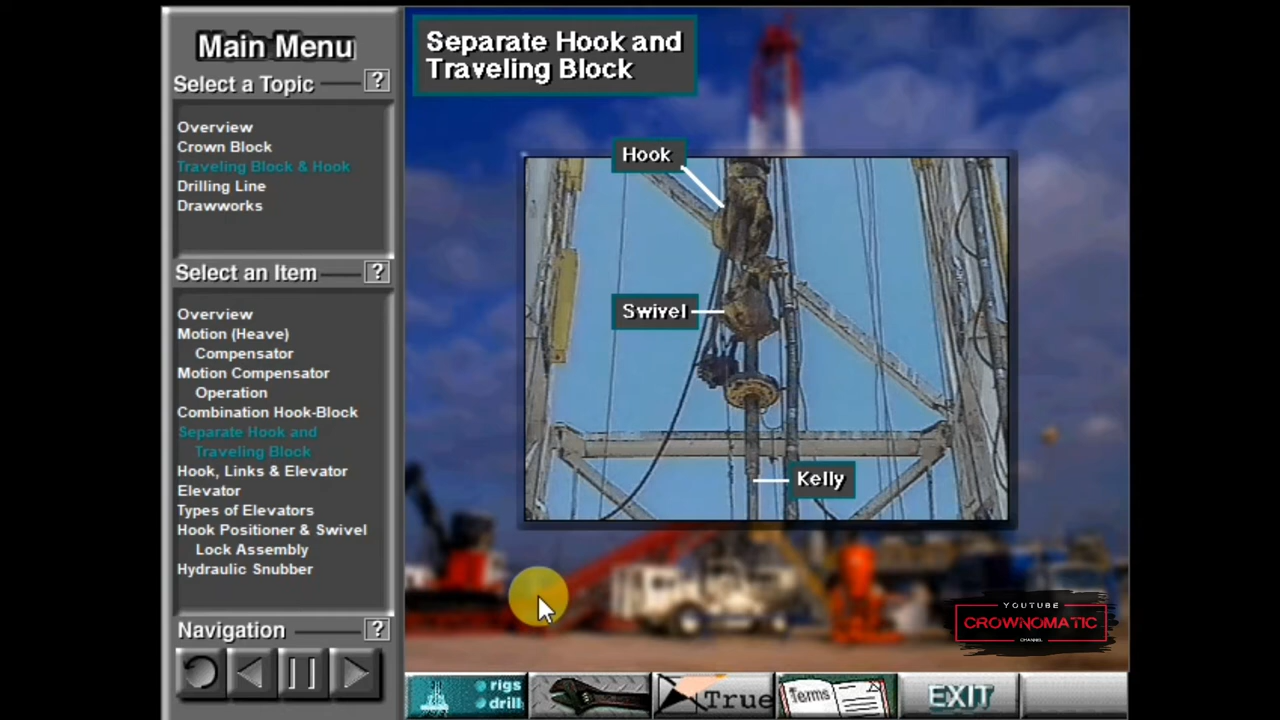 Main Menu
Select a Topic
?
Overview
Crown Block
Traveling Block & Hook
Drilling Line
Drawworks
Select an Item
?
Overview
Motion (Heave)
Compensator
Motion Compensator
Operation
Combination Hook-Block
Separate Hook and
Traveling Block
Hook, Links & Elevator
Elevator
Types of Elevators
Hook Positioner & Swivel
Lock Assembly
Hydraulic Snubber
Navigation
?
Separate Hook and
Traveling Block
Hook
Swivel
Kelly
YOUTUBE
CROWNOMATIC
CHANNEL
rigs
drill
True
Terms
EXIT